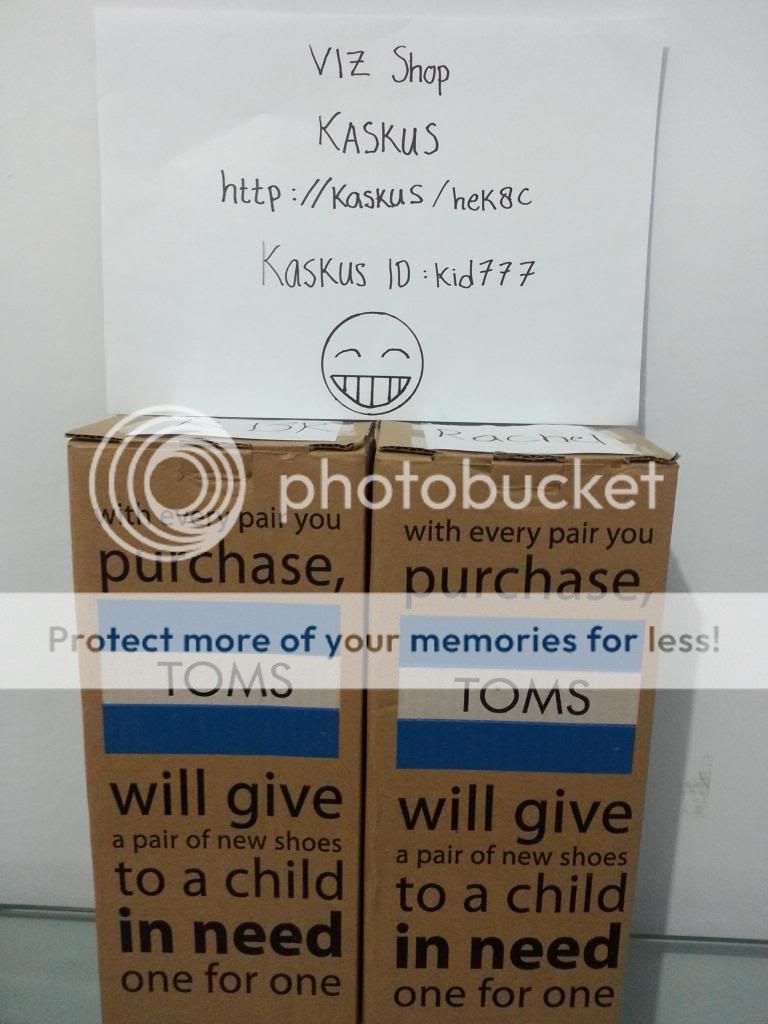 VIZ Shop
KASKUS
http://kaskus/hek8c
Kaskus ID : kid777
Rachel
photobucket
with every pair you
purchase,
Protect more of your memories for less!
TOMS
will give
a pair of new shoes
to a child
in need
one for one
with every pair you
purchase,
TOMS
will give
a pair of new shoes
to a child
in need
one for one